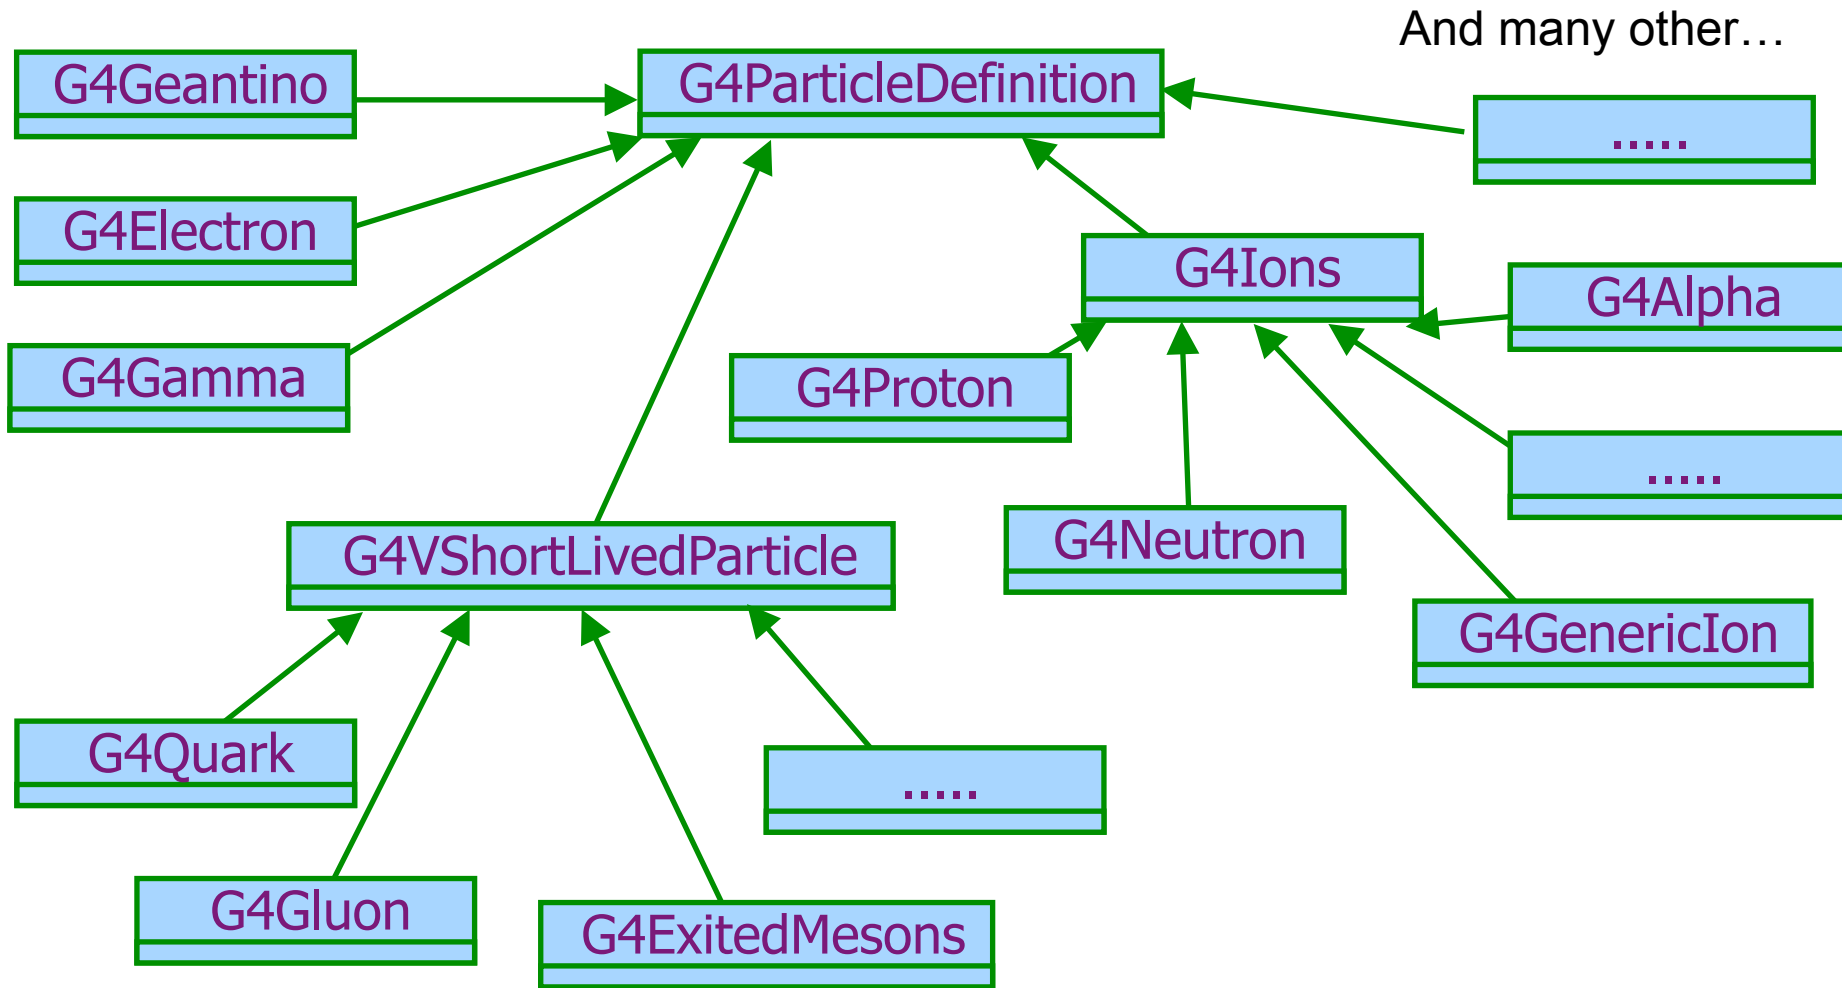 And many other…
G4Geantino
G4ParticleDefinition
.....
G4Electron
G4Ions
G4Alpha
G4Gamma
G4Proton
.....
G4VShortLivedParticle
G4Neutron
G4GenericIon
G4Quark
.....
G4Gluon
G4ExitedMesons